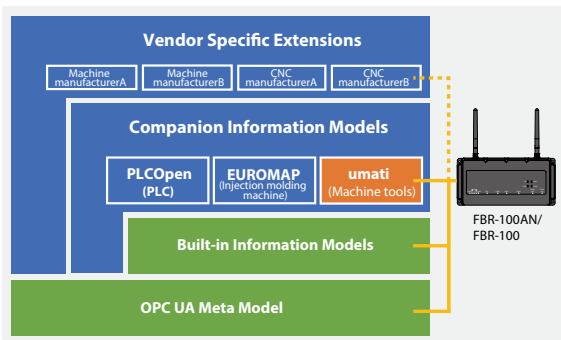 Vendor Specific Extensions
Machine
manufacturerA
Machine
manufacturerB
CNC
manufacturerA
CNC
manufacturerB
Companion Information Models
PLCOpen
(PLC)
EUROMAP
(Injection molding
machine)
umati
(Machine tools)
FBR-100AN/
FBR-100
Built-in Information Models
OPC UA Meta Model